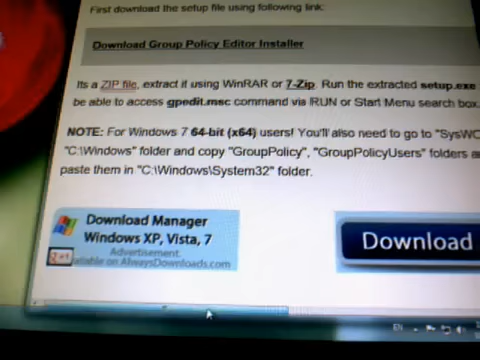 First download the setup file using following link:
Download Group Policy Editor Installer
Its a ZIP file, extract it using WinRAR or 7-Zip. Run the extracted setup.exe
be able to access gpedit.msc command via RUN or Start Menu search box.
NOTE: For Windows 7 64-bit (x64) users! You'll also need to go to "SysWO
"C:\Windows" folder and copy "GroupPolicy", "GroupPolicyUsers" folders a
paste them in "C:\Windows\System32" folder.
Download Manager
Windows XP, Vista, 7
Advertisement
available on AlwaysDownloads.com
Download
EN